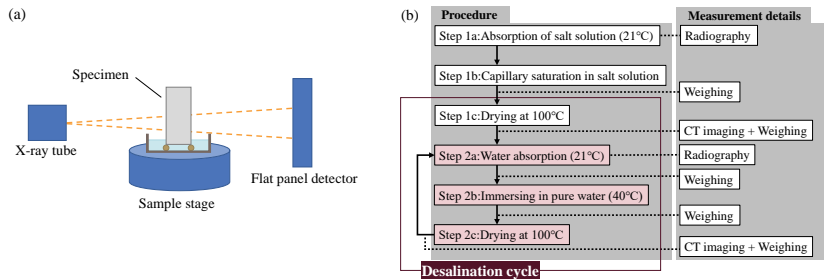 (a)
Specimen
X-ray tube
Sample stage
Flat panel detector
(b)
Procedure
Measurement details
Step 1a:Absorption of salt solution (21℃)
Radiography
Step 1b:Capillary saturation in salt solution
Weighing
Step 1c:Drying at 100℃
CT imaging + Weighing
Step 2a:Water absorption (21℃)
Radiography
Weighing
Step 2b:Immersing in pure water (40℃)
Weighing
Step 2c:Drying at 100℃
CT imaging + Weighing
Desalination cycle